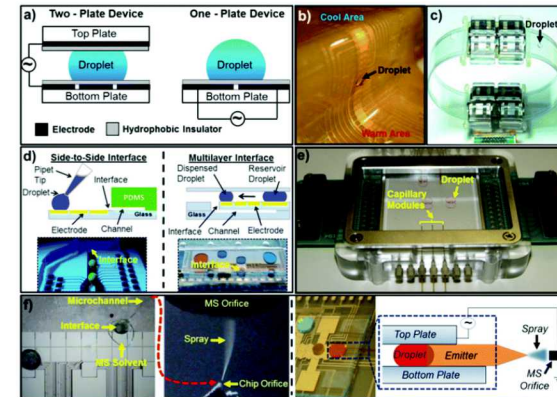 a) Two - Plate Device One - Plate Device
Top Plate
Droplet Droplet
Bottom Plate Bottom Plate
Electrode Hydrophobic Insulator
b) Cool Area
Droplet
Warm Area
c) Droplet
d) Side-to-Side Interface Multilayer Interface
Pipet Tip
Droplet
Interface
PDMS
Glass
Electrode Channel
Dispensed Droplet
Reservoir Droplet
Glass
Interface Channel Electrode
Interface
Interface
e) Droplet
Capillary Modules
f) Microchannel
Interface
MS Solvent
MS Orifice
Spray
Chip Orifice
Top Plate
Droplet Emitter
Bottom Plate
Spray
MS Orifice